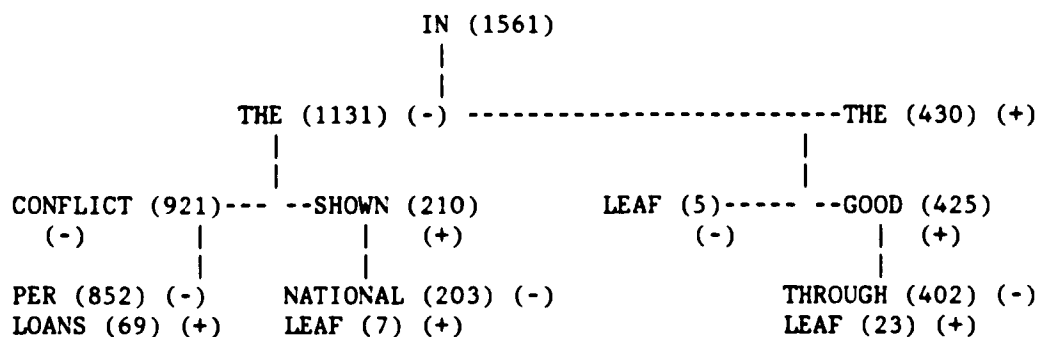 IN (1561)
THE (1131) (-) ------------------------- THE (430) (+)
CONFLICT (921)--- --SHOWN (210) LEAF (5)----- --GOOD (425)
(-) (+) (-) (+)
PER (852) (-) NATIONAL (203) (-) THROUGH (402) (-)
LOANS (69) (+) LEAF (7) (+) LEAF (23) (+)